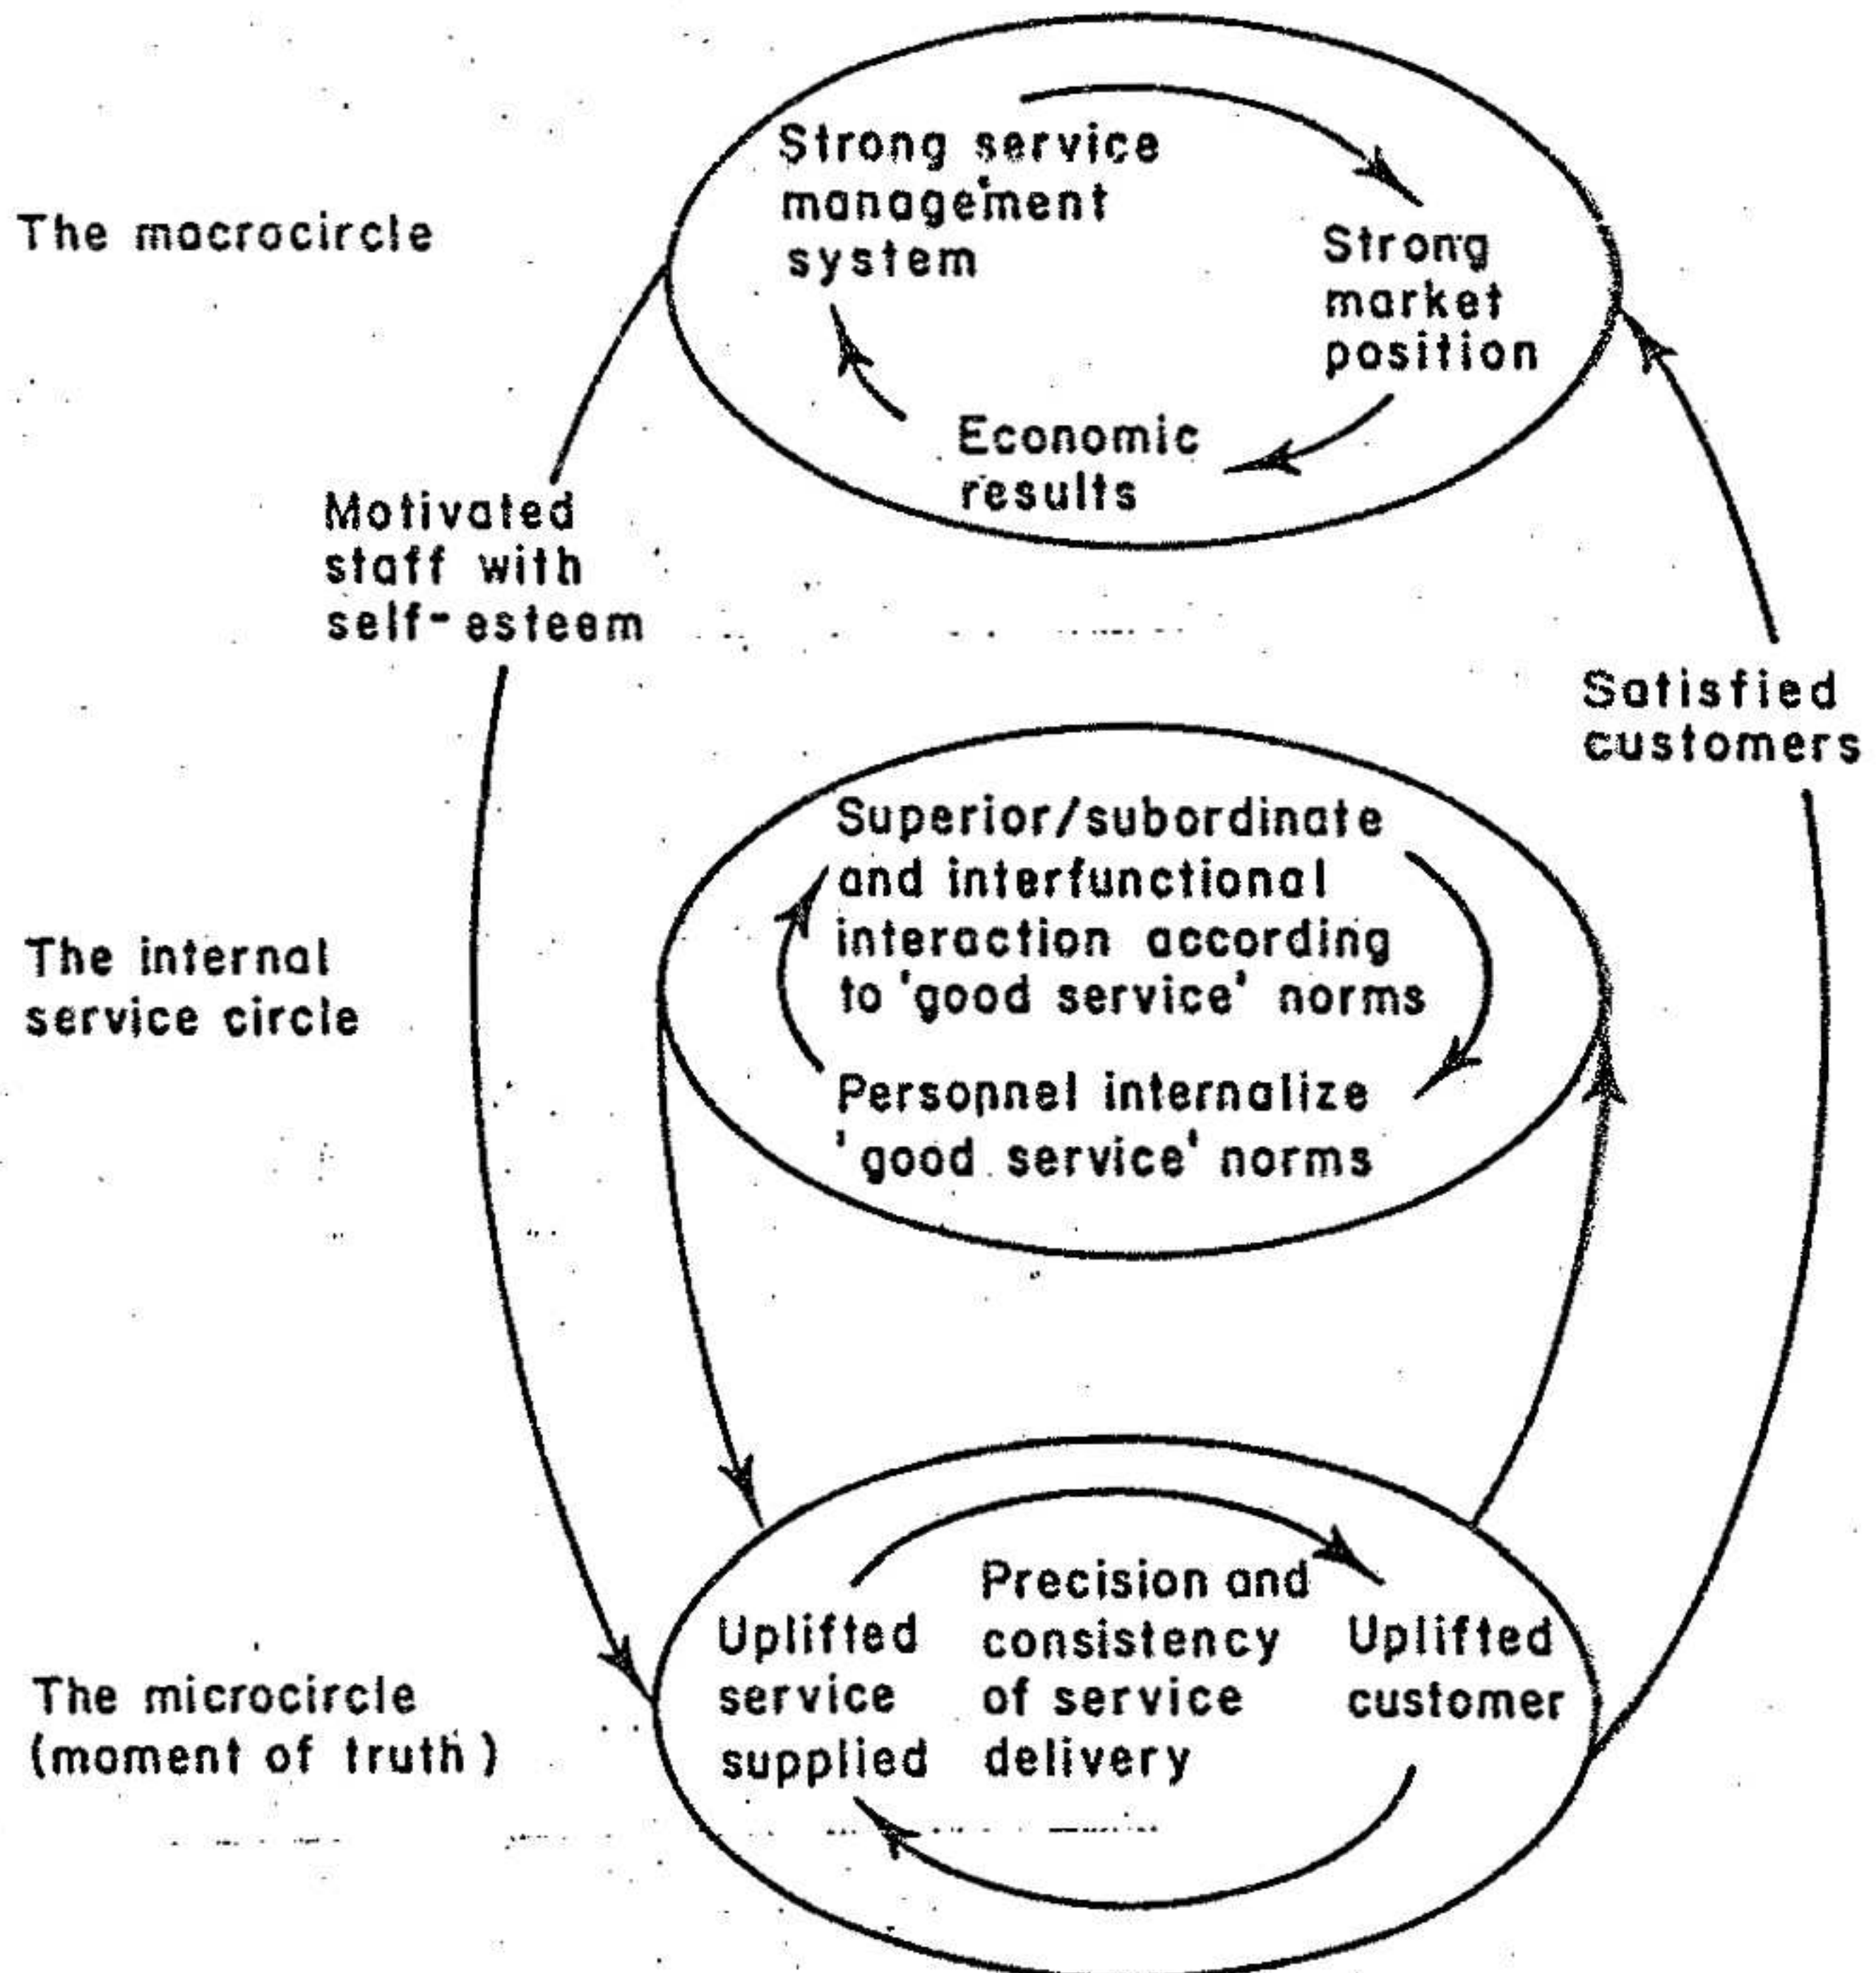 The macrocircle
Strong service
management
system
Strong
market
position
Economic
results
Motivated
staff with
self-esteem
Satisfied
customers
The internal
service circle
Superior/subordinate
and interfunctional
interaction according
to 'good service' norms
Personnel internalize
'good service' norms
The microcircle
(moment of truth)
Uplifted
service
supplied
Precision and
consistency
of service
delivery
Uplifted
customer